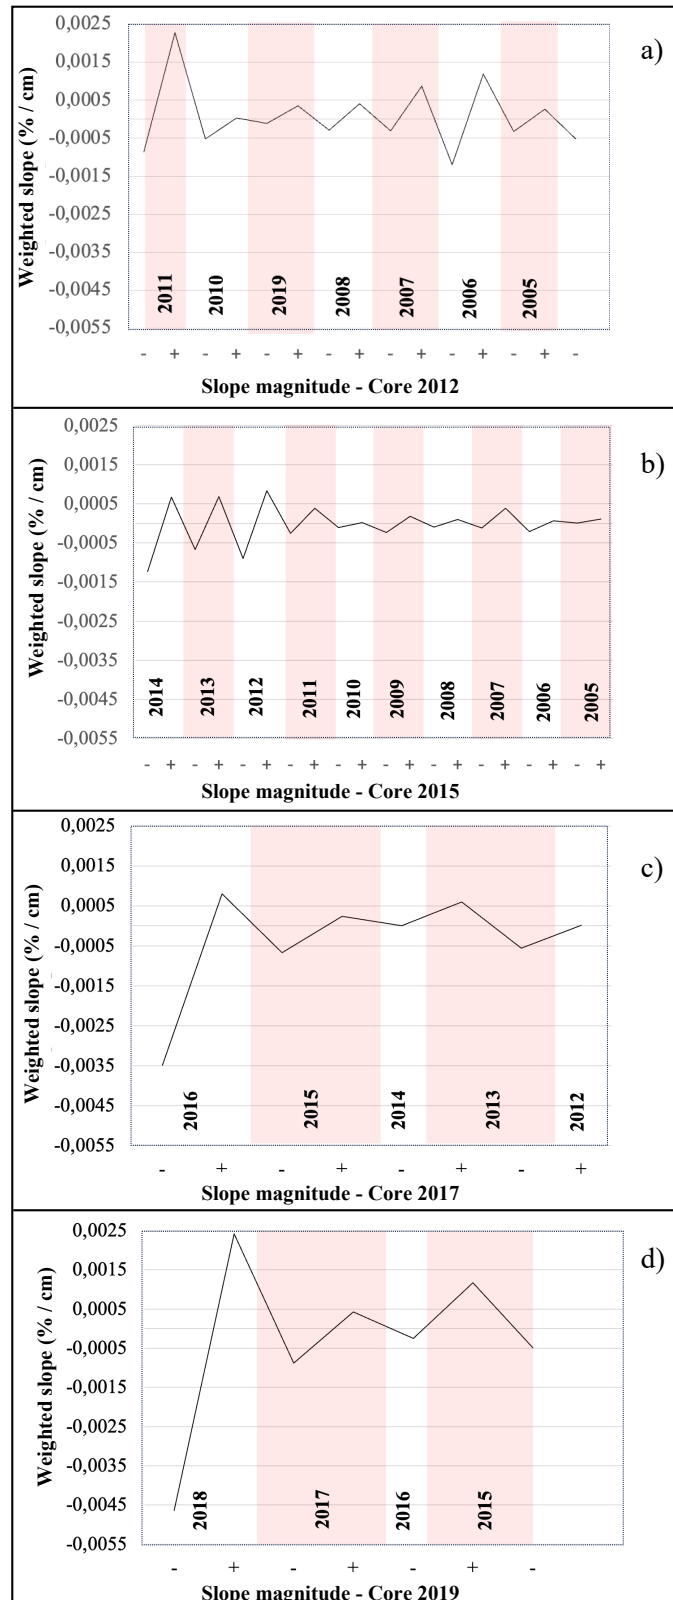 a)
Weighted slope (% / cm)
0,0025
0,0015
0,0005
-0,0005
-0,0015
-0,0025
-0,0035
-0,0045
-0,0055
2011 2010 2019 2008 2007 2006 2005
- + - + - + - + - + - + - + -
Slope magnitude - Core 2012
b)
Weighted slope (% / cm)
0,0025
0,0015
0,0005
-0,0005
-0,0015
-0,0025
-0,0035
-0,0045
-0,0055
2014 2013 2012 2011 2010 2009 2008 2007 2006 2005
- + - + - + - + - + - + - + - + - + - +
Slope magnitude - Core 2015
c)
Weighted slope (% / cm)
0,0025
0,0015
0,0005
-0,0005
-0,0015
-0,0025
-0,0035
-0,0045
-0,0055
2016 2015 2014 2013 2012
- + - + - + - +
Slope magnitude - Core 2017
d)
Weighted slope (% / cm)
0,0025
0,0015
0,0005
-0,0005
-0,0015
-0,0025
-0,0035
-0,0045
-0,0055
2018 2017 2016 2015
- + - + - + -
Slope magnitude - Core 2019